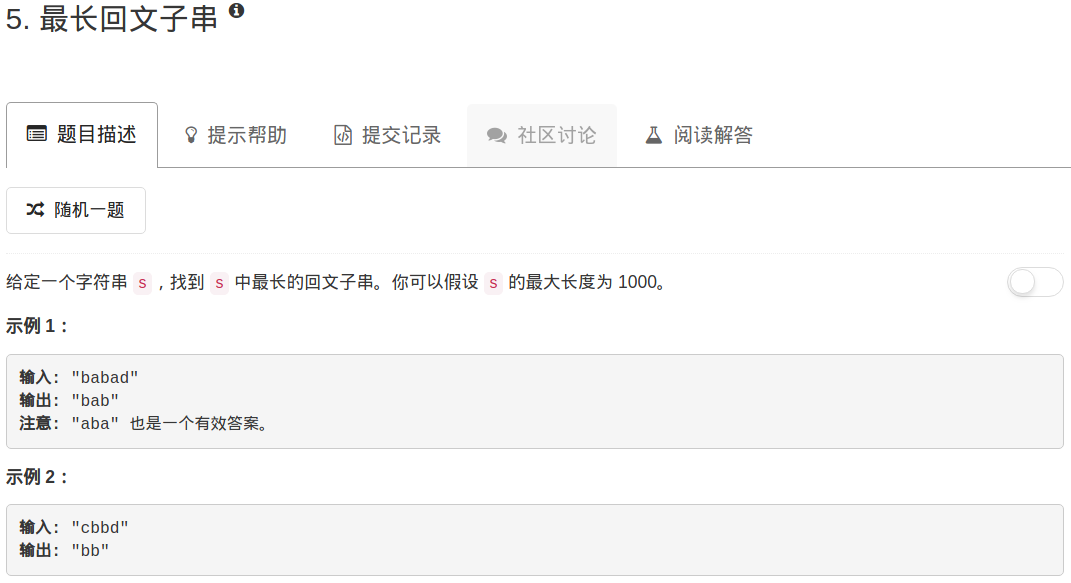 5. 最长回文子串
题目描述 提示帮助 提交记录 社区讨论 阅读解答
随机一题
给定一个字符串 s ，找到 s 中最长的回文子串。你可以假设 s 的最大长度为 1000。
示例 1：
输入: "babad"
输出: "bab"
注意: "aba" 也是一个有效答案。
示例 2：
输入: "cbbd"
输出: "bb"